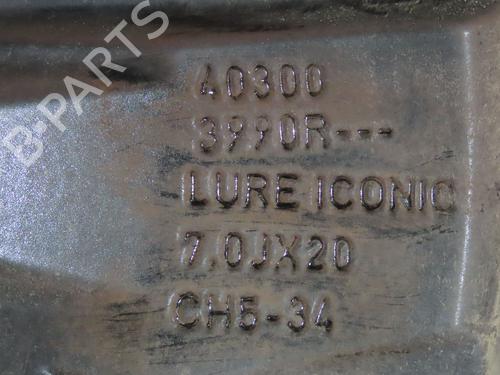 B-PARTS
40300
3990R---
LURE ICONIC
7.0JX20
CH5-34